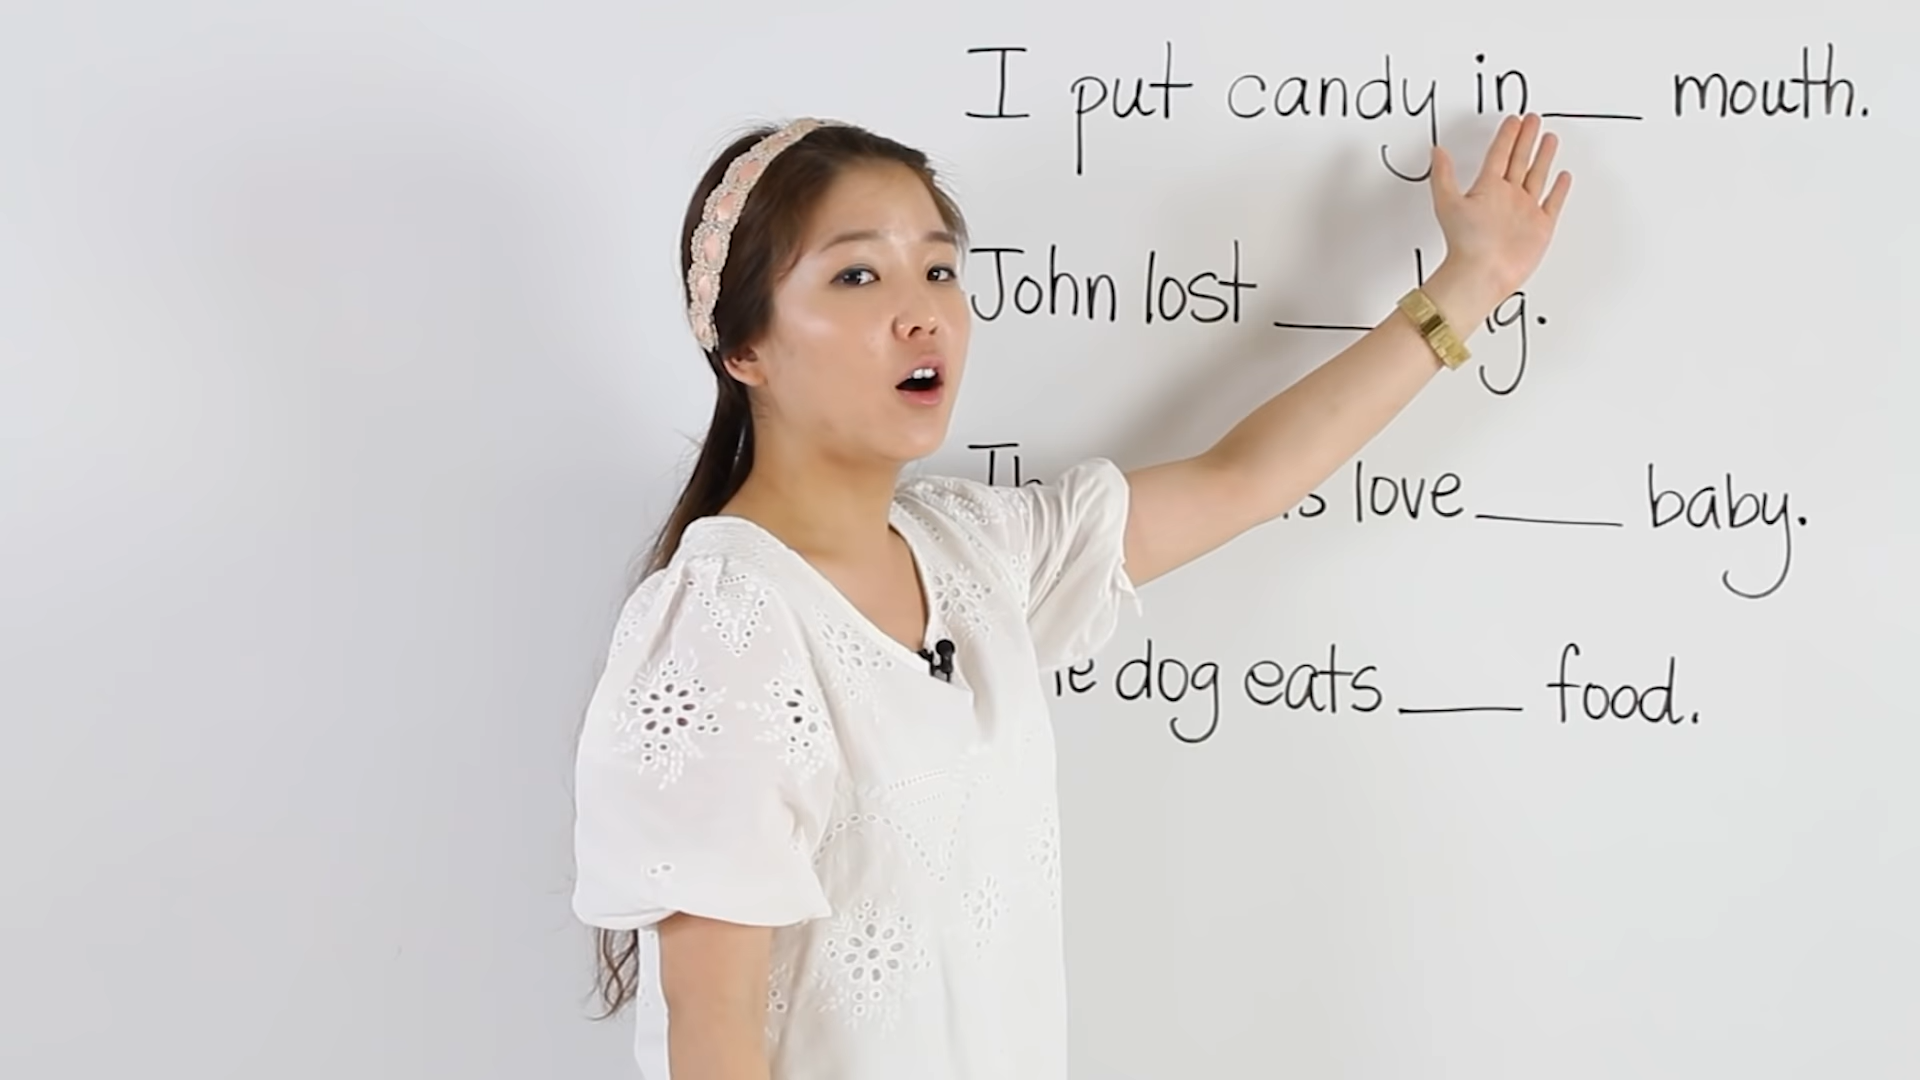 I put candy in ___ mouth.
John lost ___
love ___ baby.
dog eats ___ food.